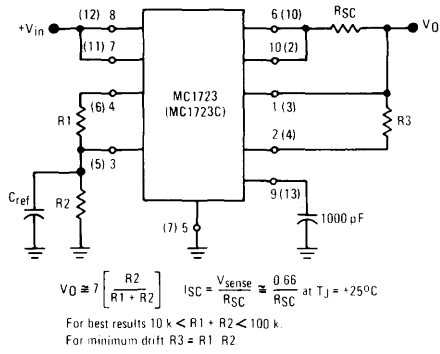 (12) 8
6 (10)
RSC
VO
+Vin
(11) 7
10 (2)
MC1723
(MC1723C)
(6) 4
1 (3)
R1
R3
(5) 3
2 (4)
Cref
R2
9 (13)
(7) 5
1000 pF
VO ≅ 7 [R2 / R1 + R2] ISC = Vsense / RSC ≅ 0.66 / RSC at TJ = +25°C
For best results 10 k < R1 + R2 < 100 k.
For minimum drift R3 = R1 R2.